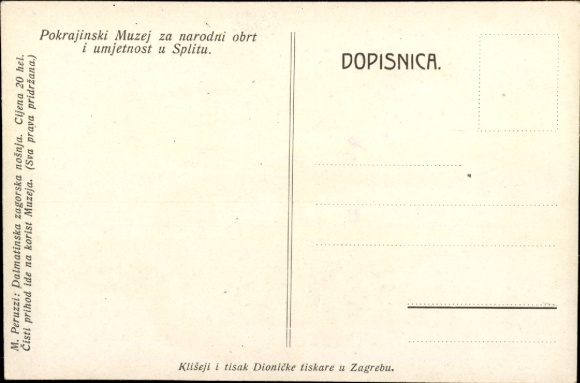 Pokrajinski Muzej za narodni obrt
i umjetnost u Splitu.
DOPISNICA.
M. Peruzzi: Dalmatinska zagorska nošnja. Cijena 20 hel.
Čisti prihod ide na korist Muzeja. (Sva prava pridržana.)
Klišeji i tisak Dioničke tiskare u Zagrebu.